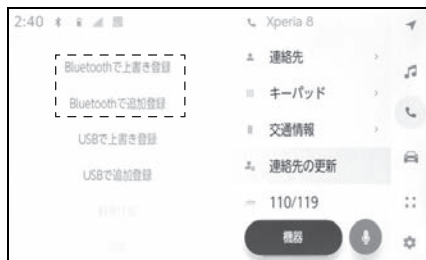 2:40
Bluetoothで上書き登録
Bluetoothで追加登録
USBで上書き登録
USBで追加登録
Xperia 8
連絡先
キーパッド
交通情報
連絡先の更新
110/119
機器